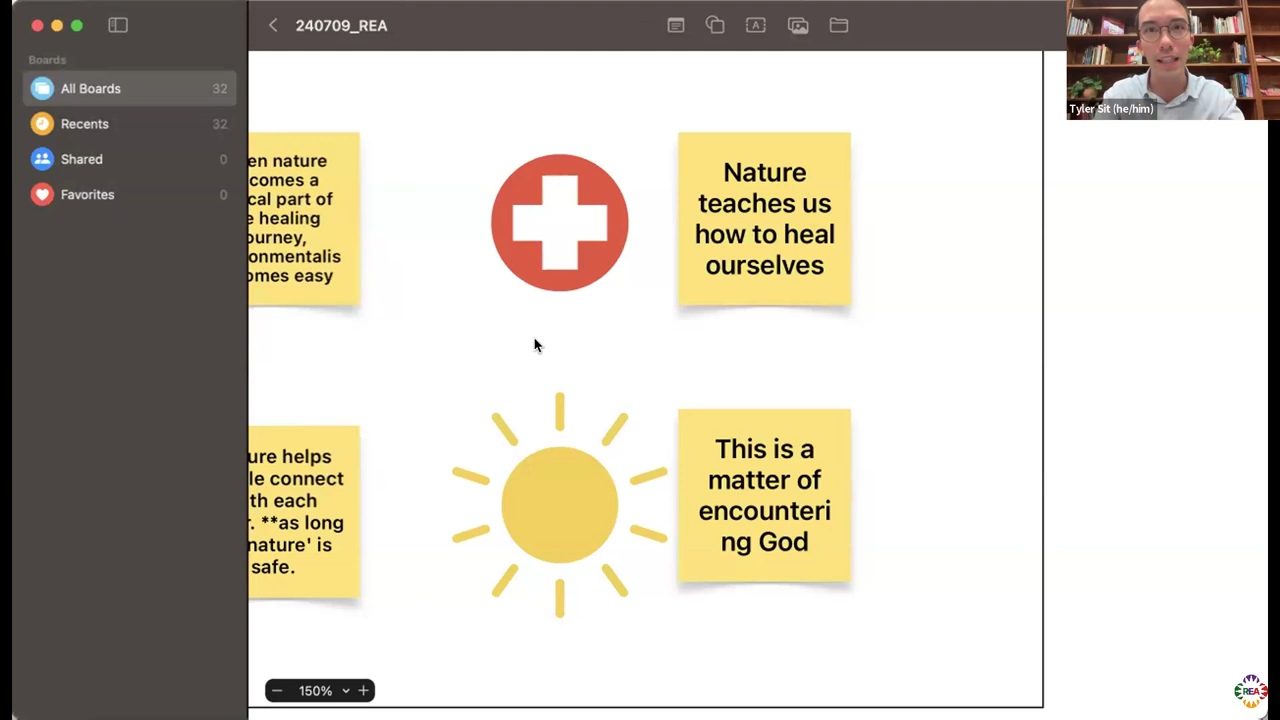 Boards
All Boards 32
Recents 32
Shared 0
Favorites 0
240709_REA
Tyler Sit (he/him)
en nature
comes a
cal part of
e healing
ourney,
onmentalis
omes easy
Nature
teaches us
how to heal
ourselves
ure helps
le connect
th each
r. **as long
nature' is
safe.
This is a
matter of
encounteri
ng God
150%
REA